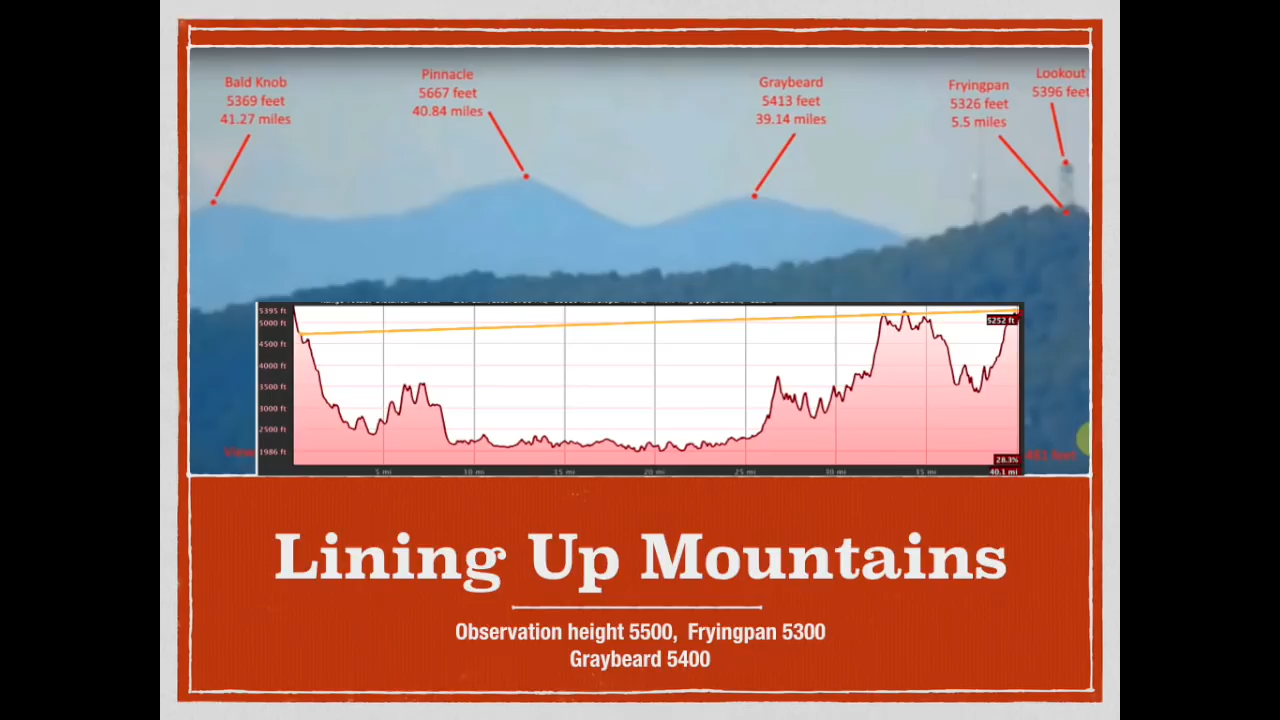 Bald Knob
5369 feet
41.27 miles
Pinnacle
5667 feet
40.84 miles
Graybeard
5413 feet
39.14 miles
Fryingpan
5326 feet
5.5 miles
Lookout
5396 feet
5395 ft
5000 ft
4500 ft
4000 ft
3500 ft
3000 ft
2500 ft
1986 ft
5252 ft
28.3%
View
481 feet
5 mi
10 mi
15 mi
20 mi
25 mi
30 mi
35 mi
40.1 mi
Lining Up Mountains
Observation height 5500, Fryingpan 5300
Graybeard 5400